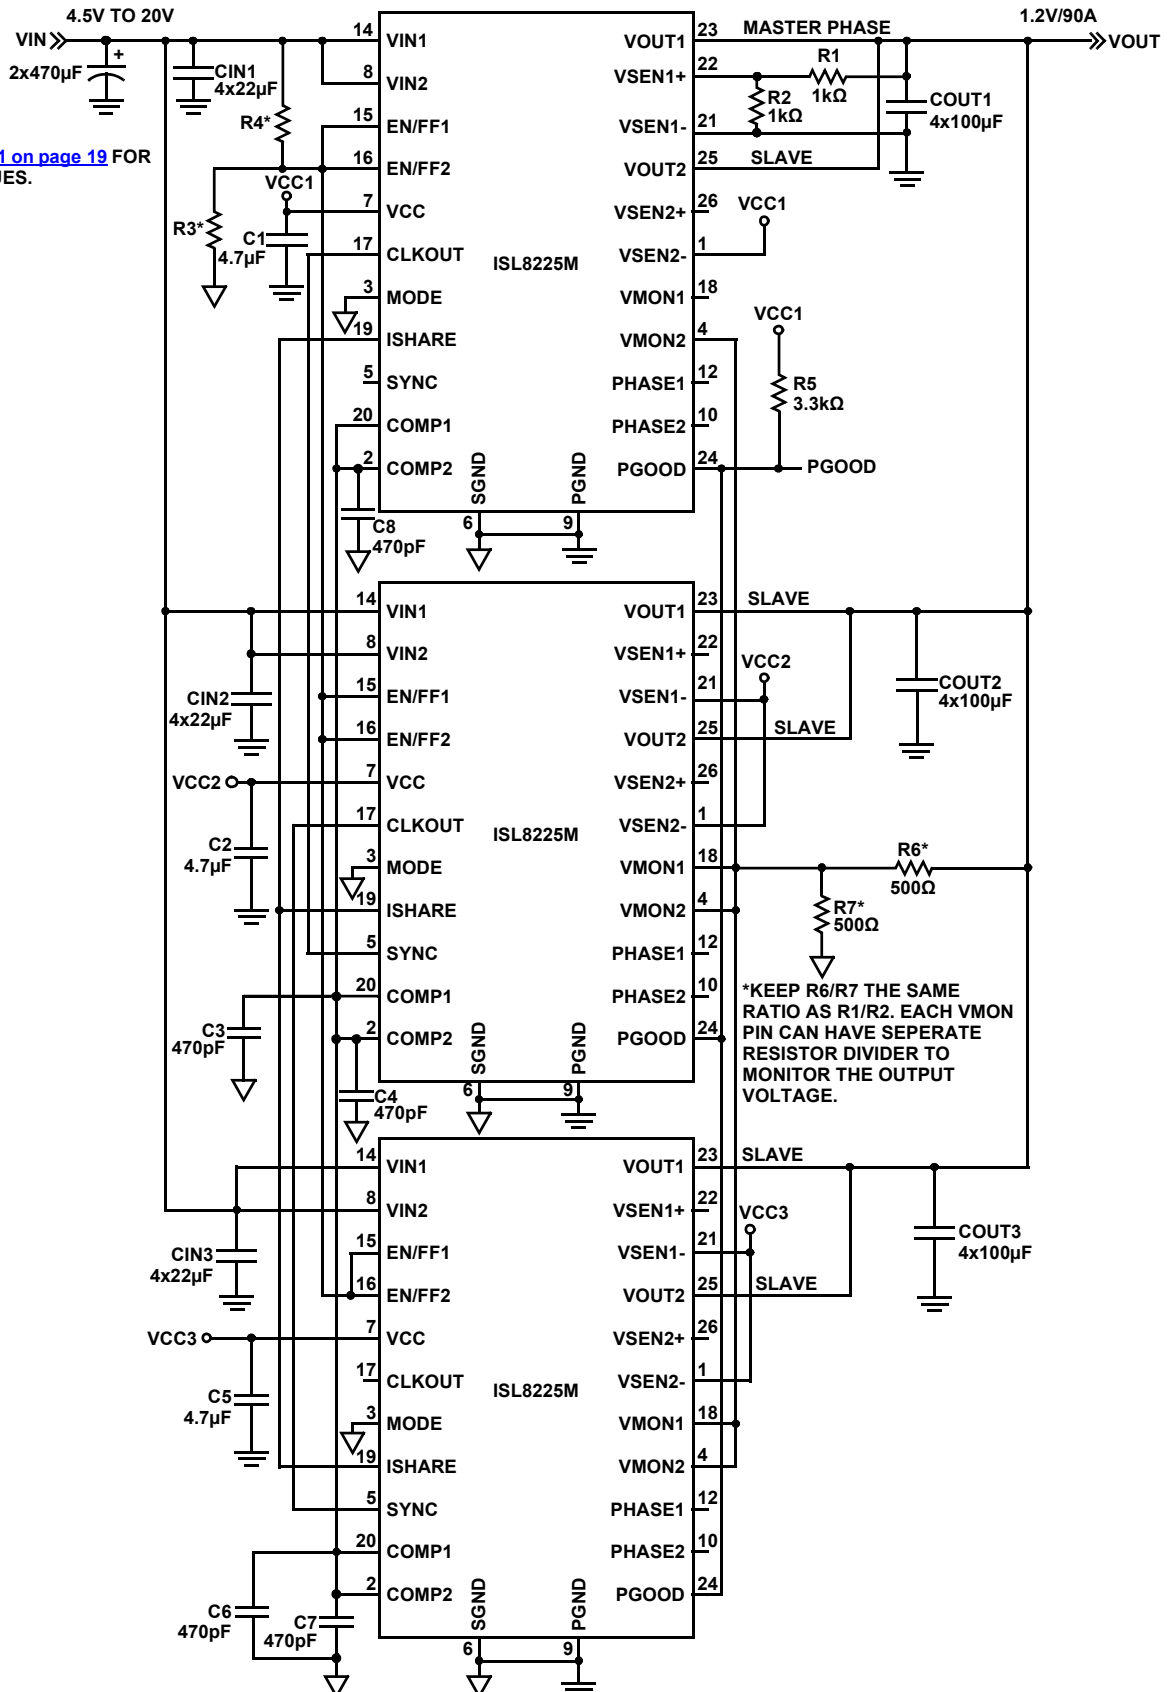 4.5V TO 20V
1.2V/90A
VIN
VOUT
2x470µF
+
CIN1
4x22µF
R4*
1 on page 19 FOR
UES.
R3*
VCC1
C1
4.7µF
14 VIN1
8 VIN2
15 EN/FF1
16 EN/FF2
7 VCC
17 CLKOUT
3 MODE
19 ISHARE
5 SYNC
20 COMP1
2 COMP2
ISL8225M
VOUT1 23 MASTER PHASE
VSEN1+ 22
VSEN1- 21
VOUT2 25 SLAVE
VSEN2+ 26
VSEN2- 1
VMON1 18
VMON2 4
PHASE1 12
PHASE2 10
PGOOD 24
SGND
PGND
6
9
R1
1kΩ
R2
1kΩ
COUT1
4x100µF
VCC1
VCC1
R5
3.3kΩ
PGOOD
C8
470pF
14 VIN1
8 VIN2
15 EN/FF1
16 EN/FF2
7 VCC
17 CLKOUT
3 MODE
19 ISHARE
5 SYNC
20 COMP1
2 COMP2
ISL8225M
VOUT1 23 SLAVE
VSEN1+ 22
VSEN1- 21
VOUT2 25 SLAVE
VSEN2+ 26
VSEN2- 1
VMON1 18
VMON2 4
PHASE1 12
PHASE2 10
PGOOD 24
SGND
PGND
6
9
CIN2
4x22µF
VCC2
C2
4.7µF
C3
470pF
C4
470pF
VCC2
COUT2
4x100µF
R6*
500Ω
R7*
500Ω
*KEEP R6/R7 THE SAME
RATIO AS R1/R2. EACH VMON
PIN CAN HAVE SEPERATE
RESISTOR DIVIDER TO
MONITOR THE OUTPUT
VOLTAGE.
14 VIN1
8 VIN2
15 EN/FF1
16 EN/FF2
7 VCC
17 CLKOUT
3 MODE
19 ISHARE
5 SYNC
20 COMP1
2 COMP2
ISL8225M
VOUT1 23 SLAVE
VSEN1+ 22
VSEN1- 21
VOUT2 25 SLAVE
VSEN2+ 26
VSEN2- 1
VMON1 18
VMON2 4
PHASE1 12
PHASE2 10
PGOOD 24
SGND
PGND
6
9
CIN3
4x22µF
VCC3
C5
4.7µF
C6
470pF
C7
470pF
VCC3
COUT3
4x100µF